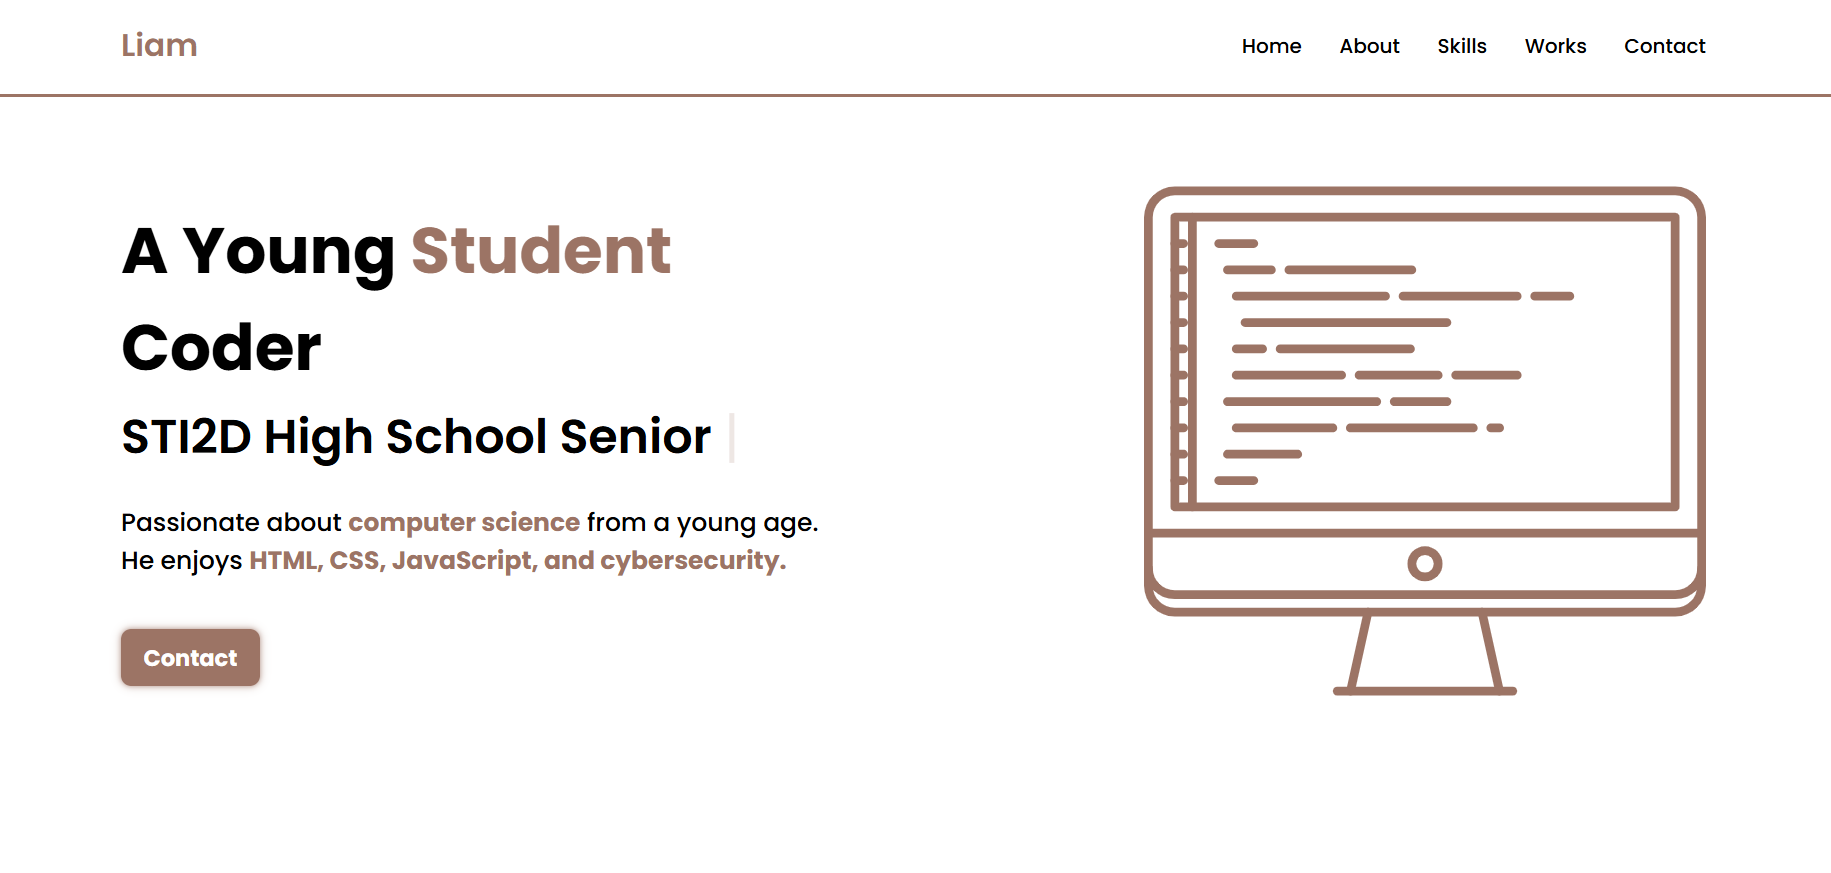 Liam
Home About Skills Works Contact
A Young Student
Coder
STI2D High School Senior
Passionate about computer science from a young age.
He enjoys HTML, CSS, JavaScript, and cybersecurity.
Contact